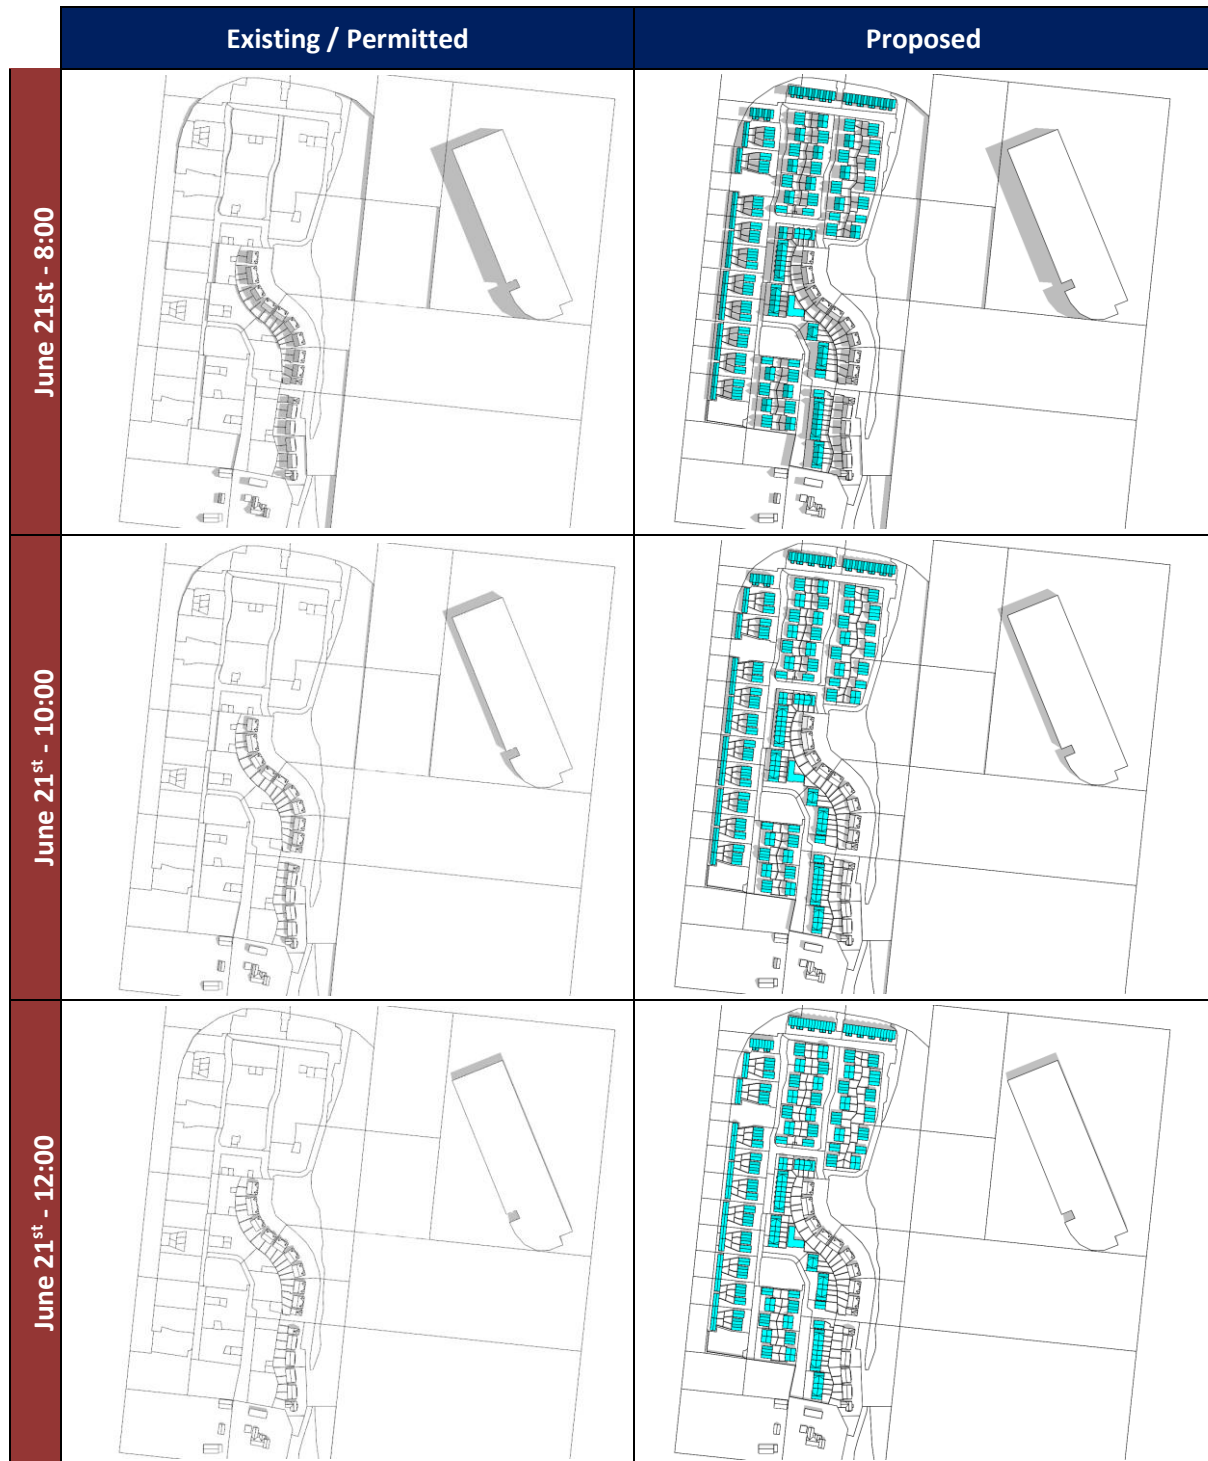 Existing / Permitted
Proposed
June 21st - 8:00
June 21st - 10:00
June 21st - 12:00